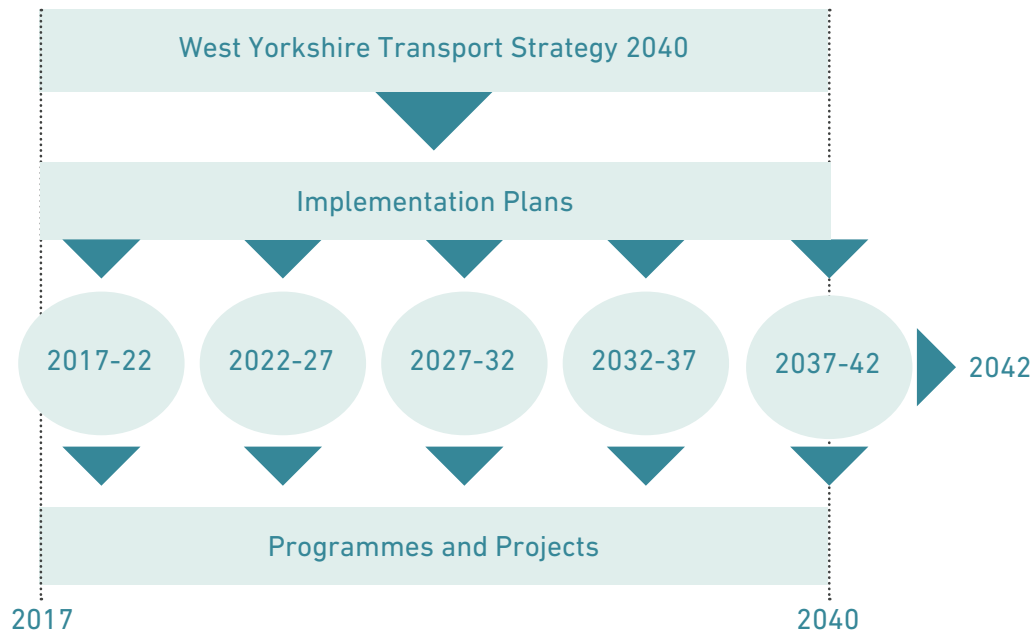 West Yorkshire Transport Strategy 2040
Implementation Plans
2017-22
2022-27
2027-32
2032-37
2037-42
2042
Programmes and Projects
2017
2040